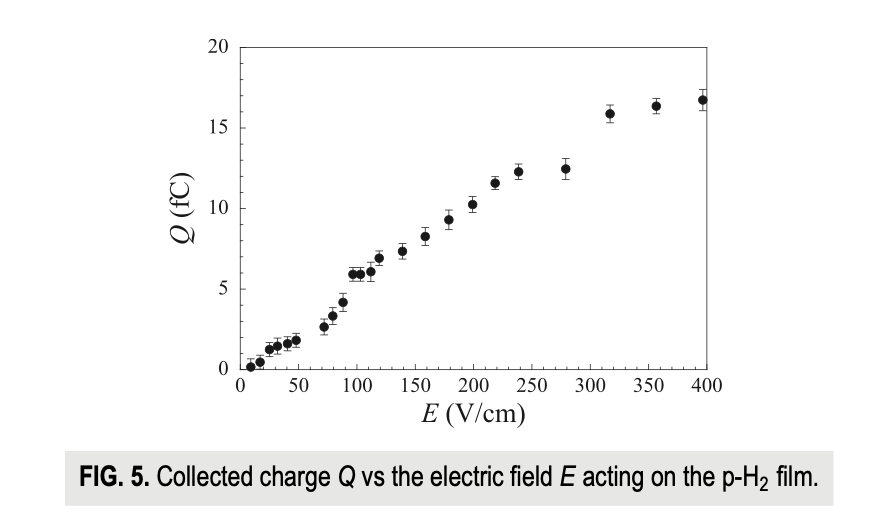 20
15
10
5
0
Q (fC)
0 50 100 150 200 250 300 350 400
E (V/cm)
FIG. 5. Collected charge Q vs the electric field E acting on the p-H₂ film.